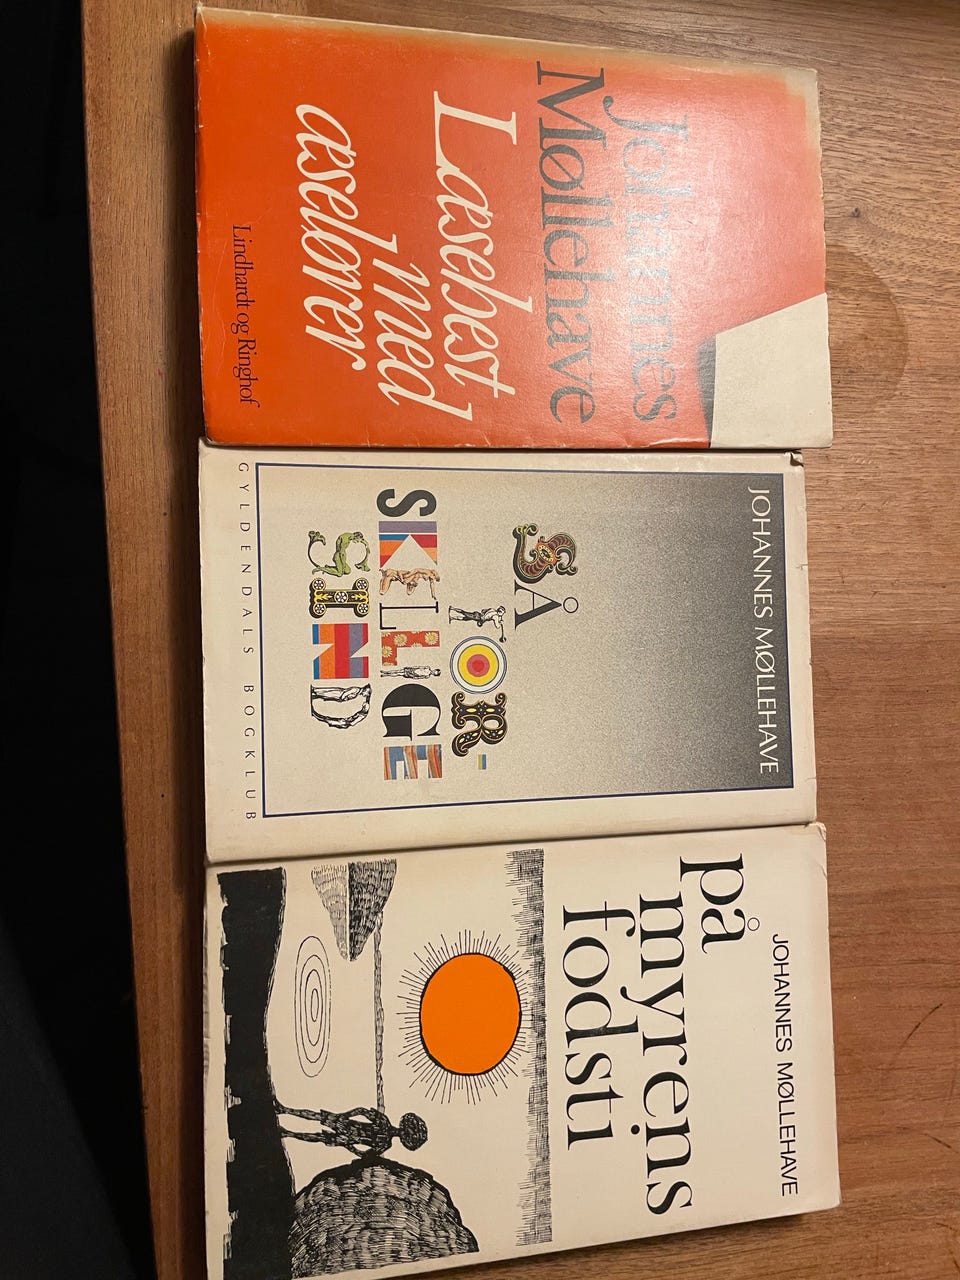 Johannes
Møllehave
Læsehest
med
æselører
Lindhardt og Ringhof
JOHANNES MØLLEHAVE
SÅ
FOR-
SKELLIGE
SIND
GYLDENDALS BOGKLUB
JOHANNES MØLLEHAVE
på
myrens
fodsti